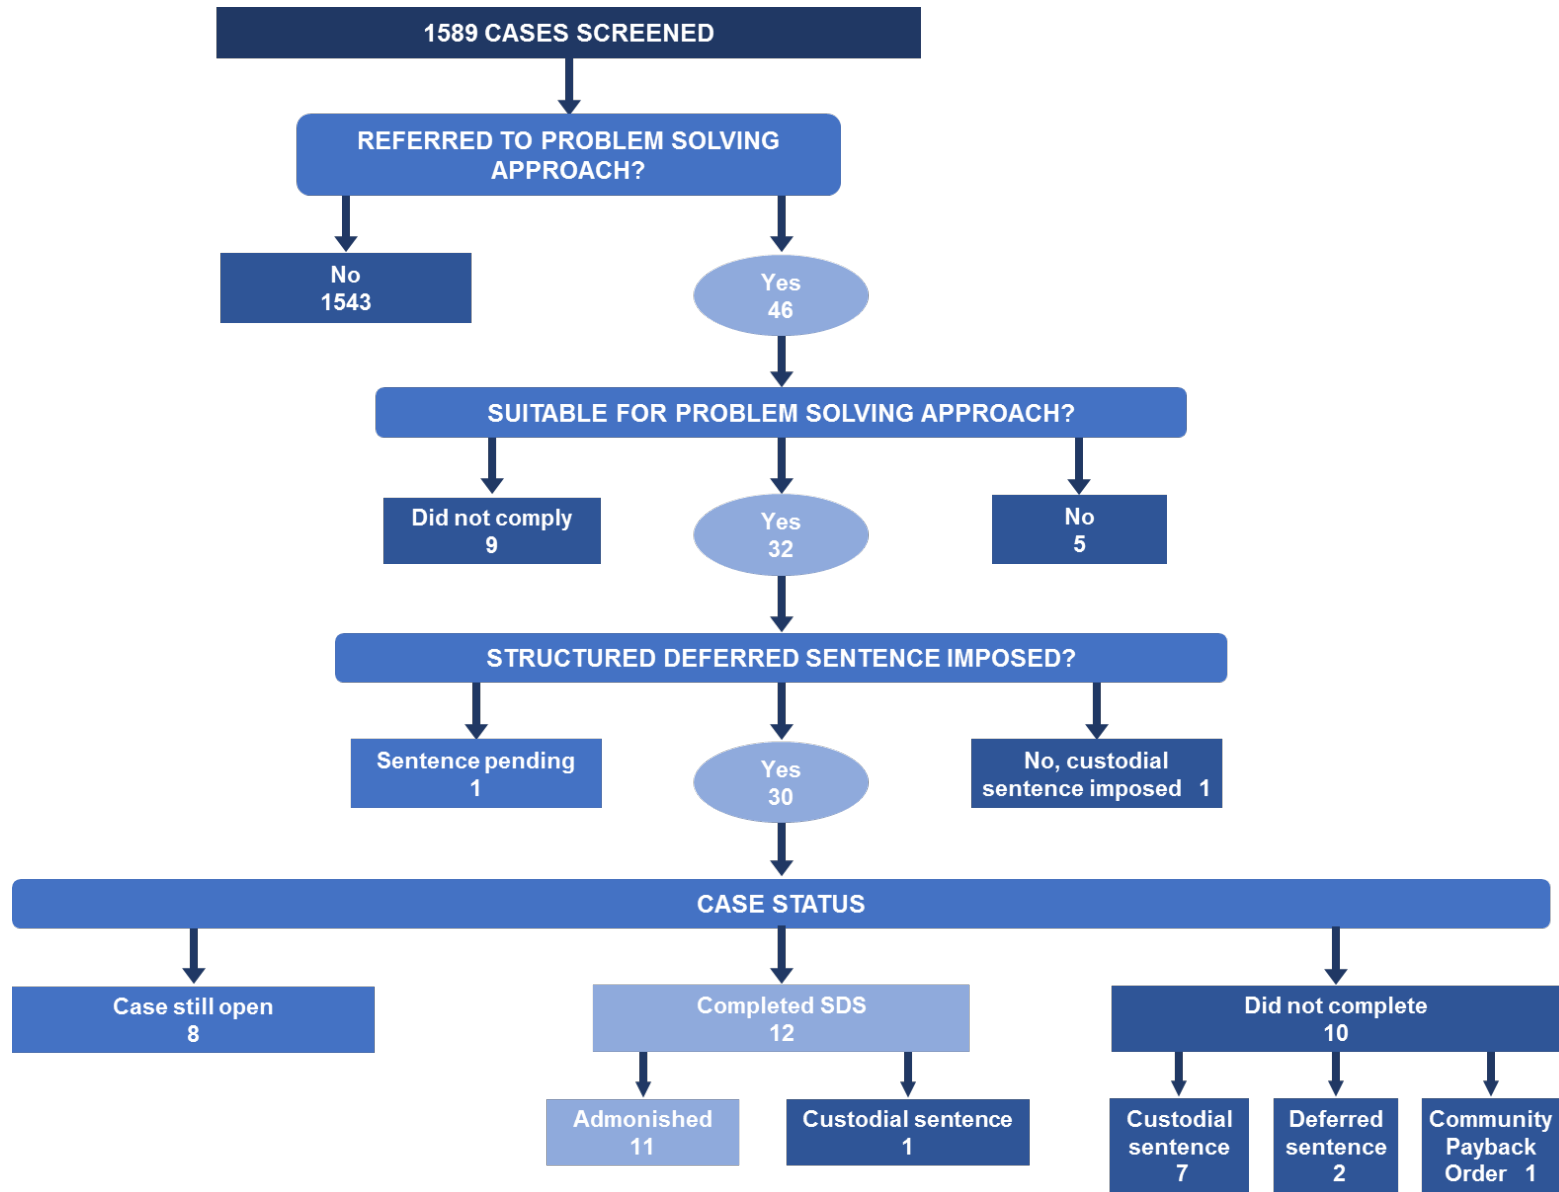 1589 CASES SCREENED
REFERRED TO PROBLEM SOLVING
APPROACH?
No
1543
Yes
46
SUITABLE FOR PROBLEM SOLVING APPROACH?
Did not comply
9
Yes
32
No
5
STRUCTURED DEFERRED SENTENCE IMPOSED?
Sentence pending
1
Yes
30
No, custodial
sentence imposed 1
CASE STATUS
Case still open
8
Completed SDS
12
Did not complete
10
Admonished
11
Custodial sentence
1
Custodial
sentence
7
Deferred
sentence
2
Community
Payback
Order 1